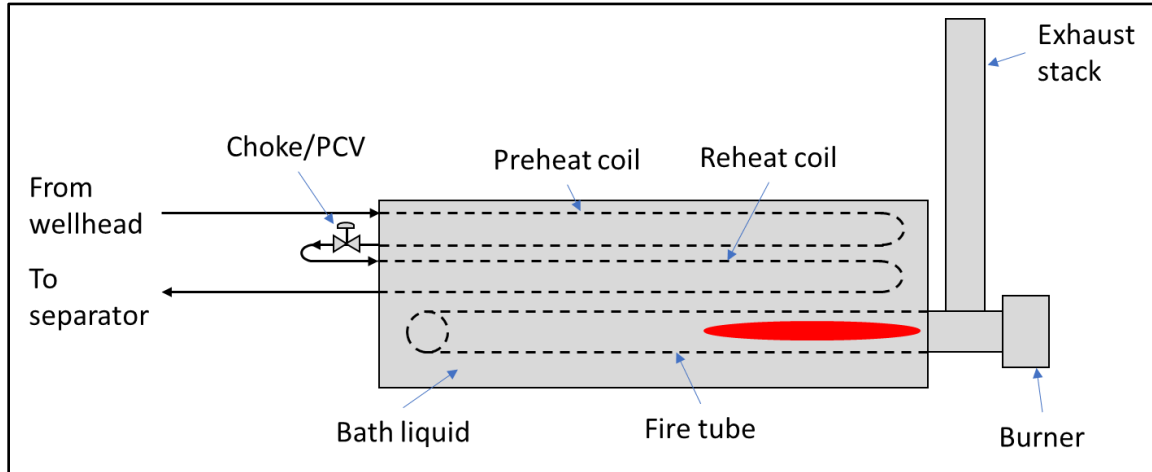 Exhaust
stack
Choke/PCV
Preheat coil
Reheat coil
From
wellhead
To
separator
Bath liquid
Fire tube
Burner